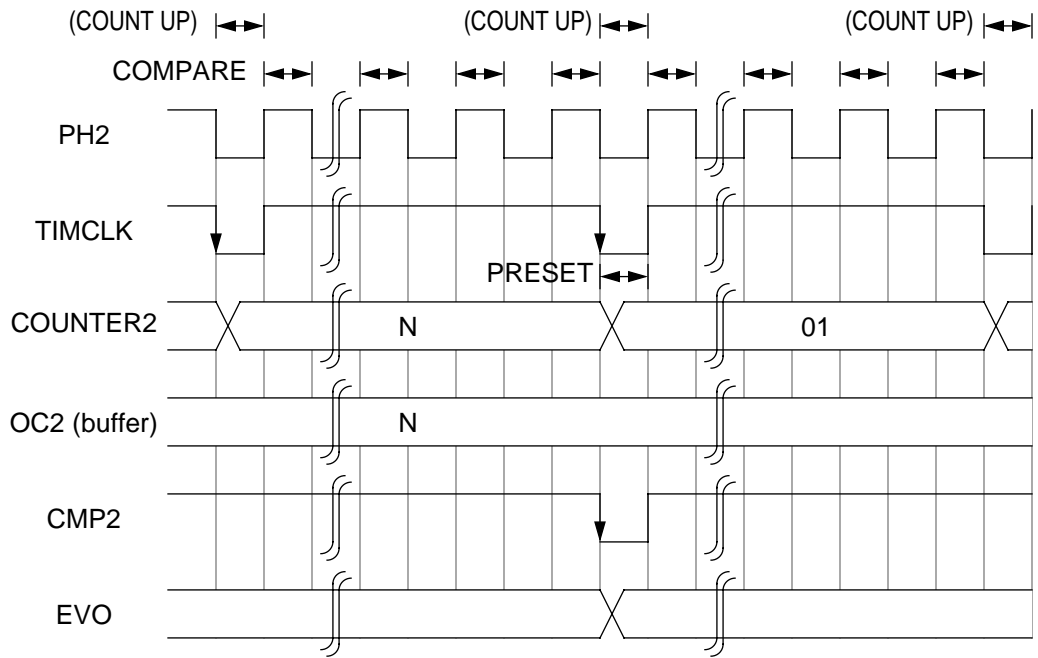 (COUNT UP) (COUNT UP) (COUNT UP)
COMPARE
PH2
TIMCLK
PRESET
COUNTER2 N 01
OC2 (buffer) N
CMP2
EVO